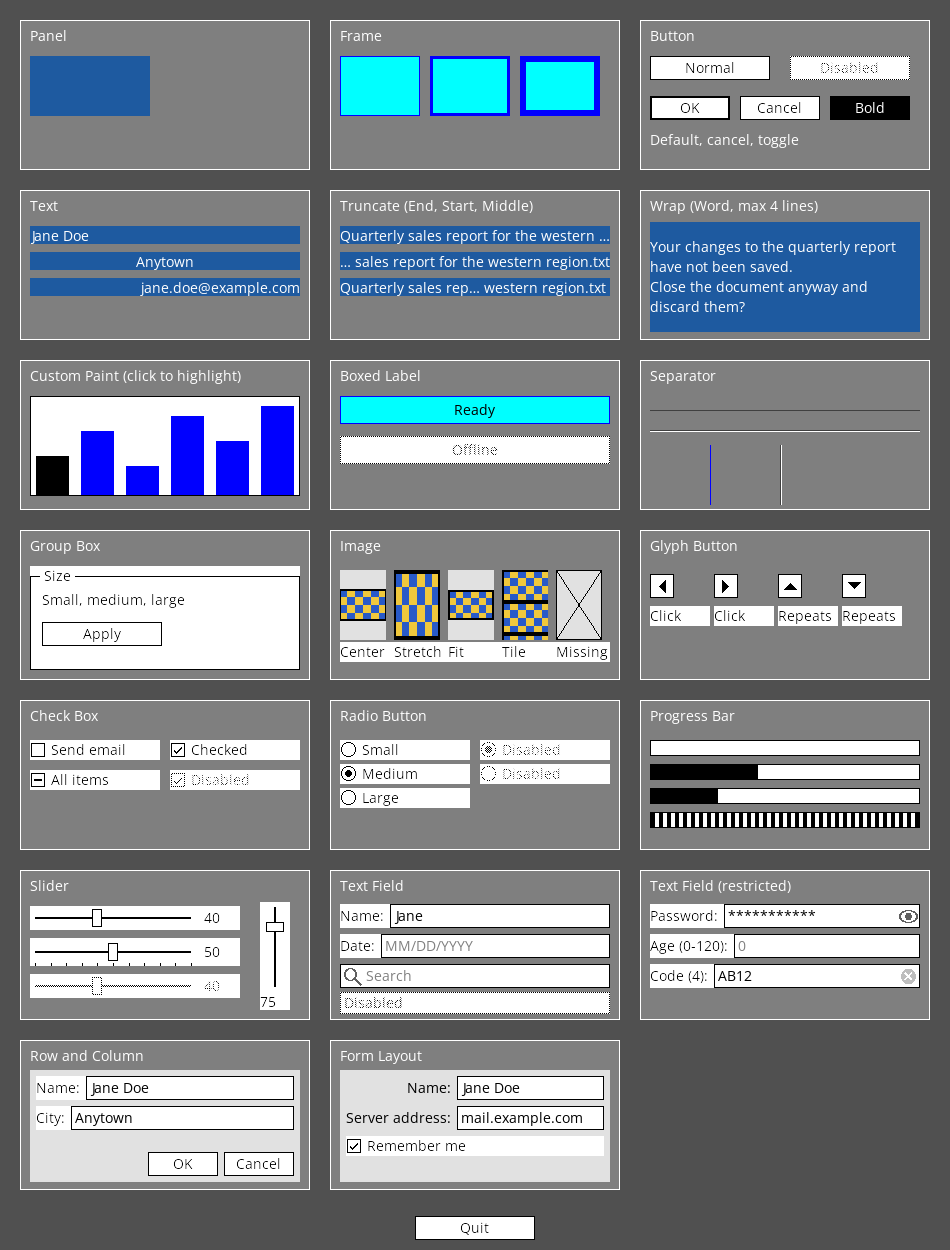 Panel
Frame
Button
Normal
Disabled
OK
Cancel
Bold
Default, cancel, toggle
Text
Jane Doe
Anytown
jane.doe@example.com
Truncate (End, Start, Middle)
Quarterly sales report for the western ...
... sales report for the western region.txt
Quarterly sales rep... western region.txt
Wrap (Word, max 4 lines)
Your changes to the quarterly report
have not been saved.
Close the document anyway and
discard them?
Custom Paint (click to highlight)
Boxed Label
Ready
Offline
Separator
Group Box
Size
Small, medium, large
Apply
Image
Center
Stretch
Fit
Tile
Missing
Glyph Button
Click
Click
Repeats
Repeats
Check Box
Send email
Checked
All items
Disabled
Radio Button
Small
Disabled
Medium
Disabled
Large
Progress Bar
Slider
40
50
40
75
Text Field
Name: Jane
Date: MM/DD/YYYY
Search
Disabled
Text Field (restricted)
Password: ***********
Age (0-120): 0
Code (4): AB12
Row and Column
Name: Jane Doe
City: Anytown
OK
Cancel
Form Layout
Name: Jane Doe
Server address: mail.example.com
Remember me
Quit